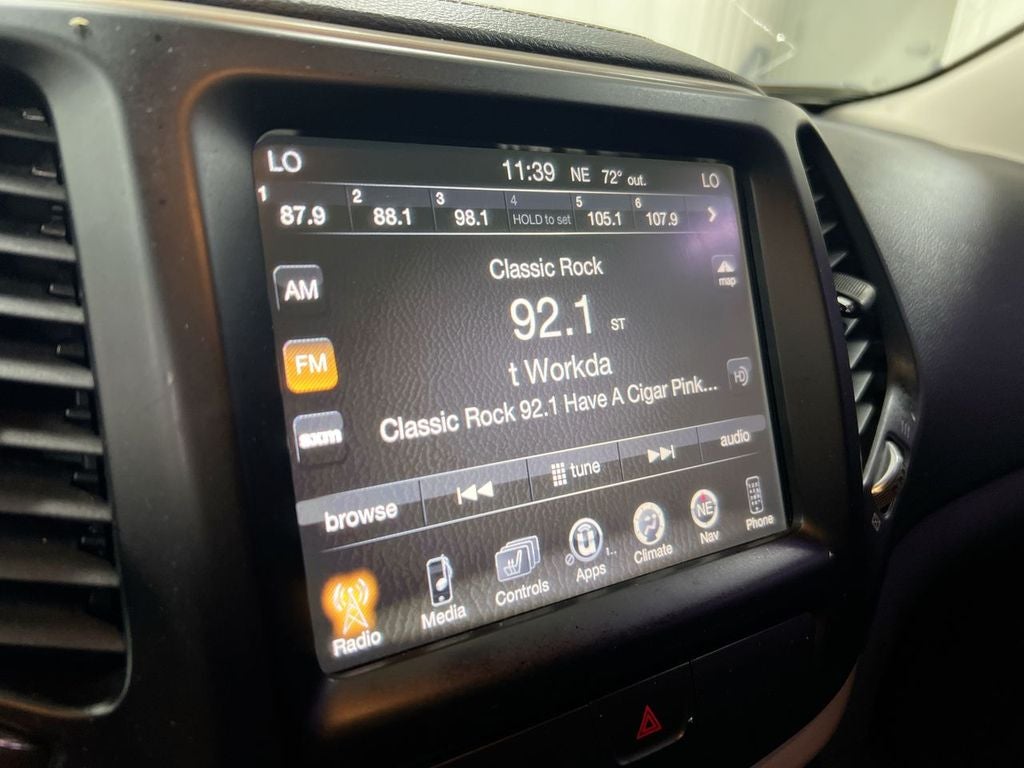 LO 11:39 NE 72° out. LO
1 87.9 2 88.1 3 98.1 4 HOLD to set 5 105.1 6 107.9
Classic Rock
map
AM
92.1 ST
FM
t Workda
HD
Classic Rock 92.1 Have A Cigar Pink...
sxm
browse tune audio
NE
Radio Media Controls Apps Climate Nav Phone